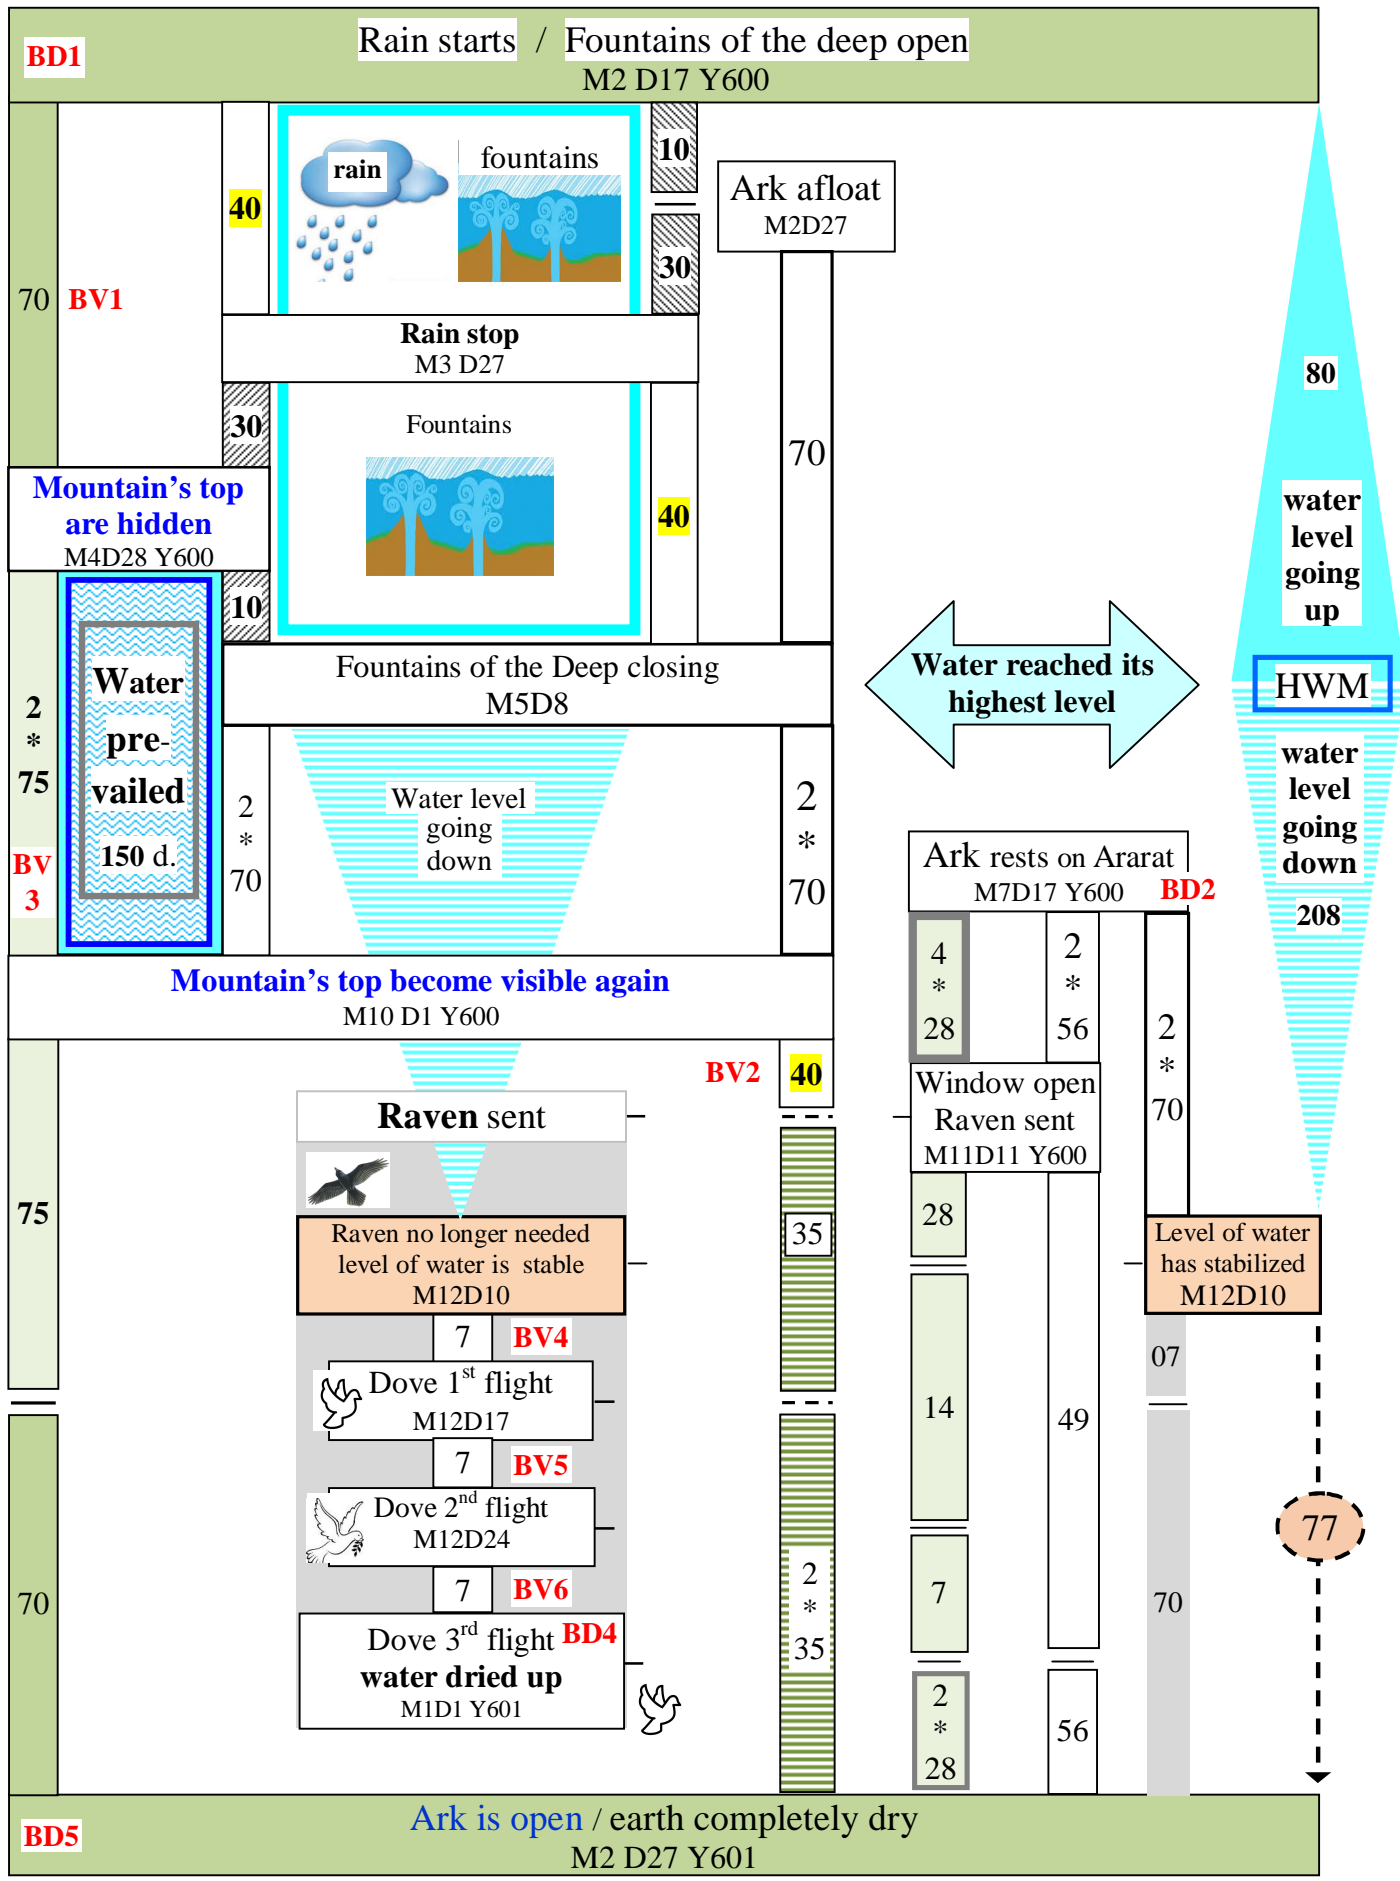 BD1
Rain starts / Fountains of the deep open
M2 D17 Y600
70
BV1
40
rain
fountains
10
30
Ark afloat
M2D27
Rain stop
M3 D27
30
Fountains
40
70
80
water
level
going
up
Mountain's top
are hidden
M4D28 Y600
10
Fountains of the Deep closing
M5D8
Water reached its
highest level
HWM
2
*
75
BV
3
Water
pre-
vailed
150 d.
2
*
70
Water level
going
down
2
*
70
water
level
going
down
208
Ark rests on Ararat
M7D17 Y600
BD2
4
*
28
2
*
56
2
*
70
Mountain's top become visible again
M10 D1 Y600
BV2
40
Window open
Raven sent
M11D11 Y600
75
Raven sent
35
28
Raven no longer needed
level of water is stable
M12D10
Level of water
has stabilized
M12D10
7
BV4
07
Dove 1st flight
M12D17
14
49
7
BV5
Dove 2nd flight
M12D24
77
7
BV6
70
2
*
35
7
70
Dove 3rd flight
BD4
water dried up
M1D1 Y601
2
*
28
56
BD5
Ark is open / earth completely dry
M2 D27 Y601